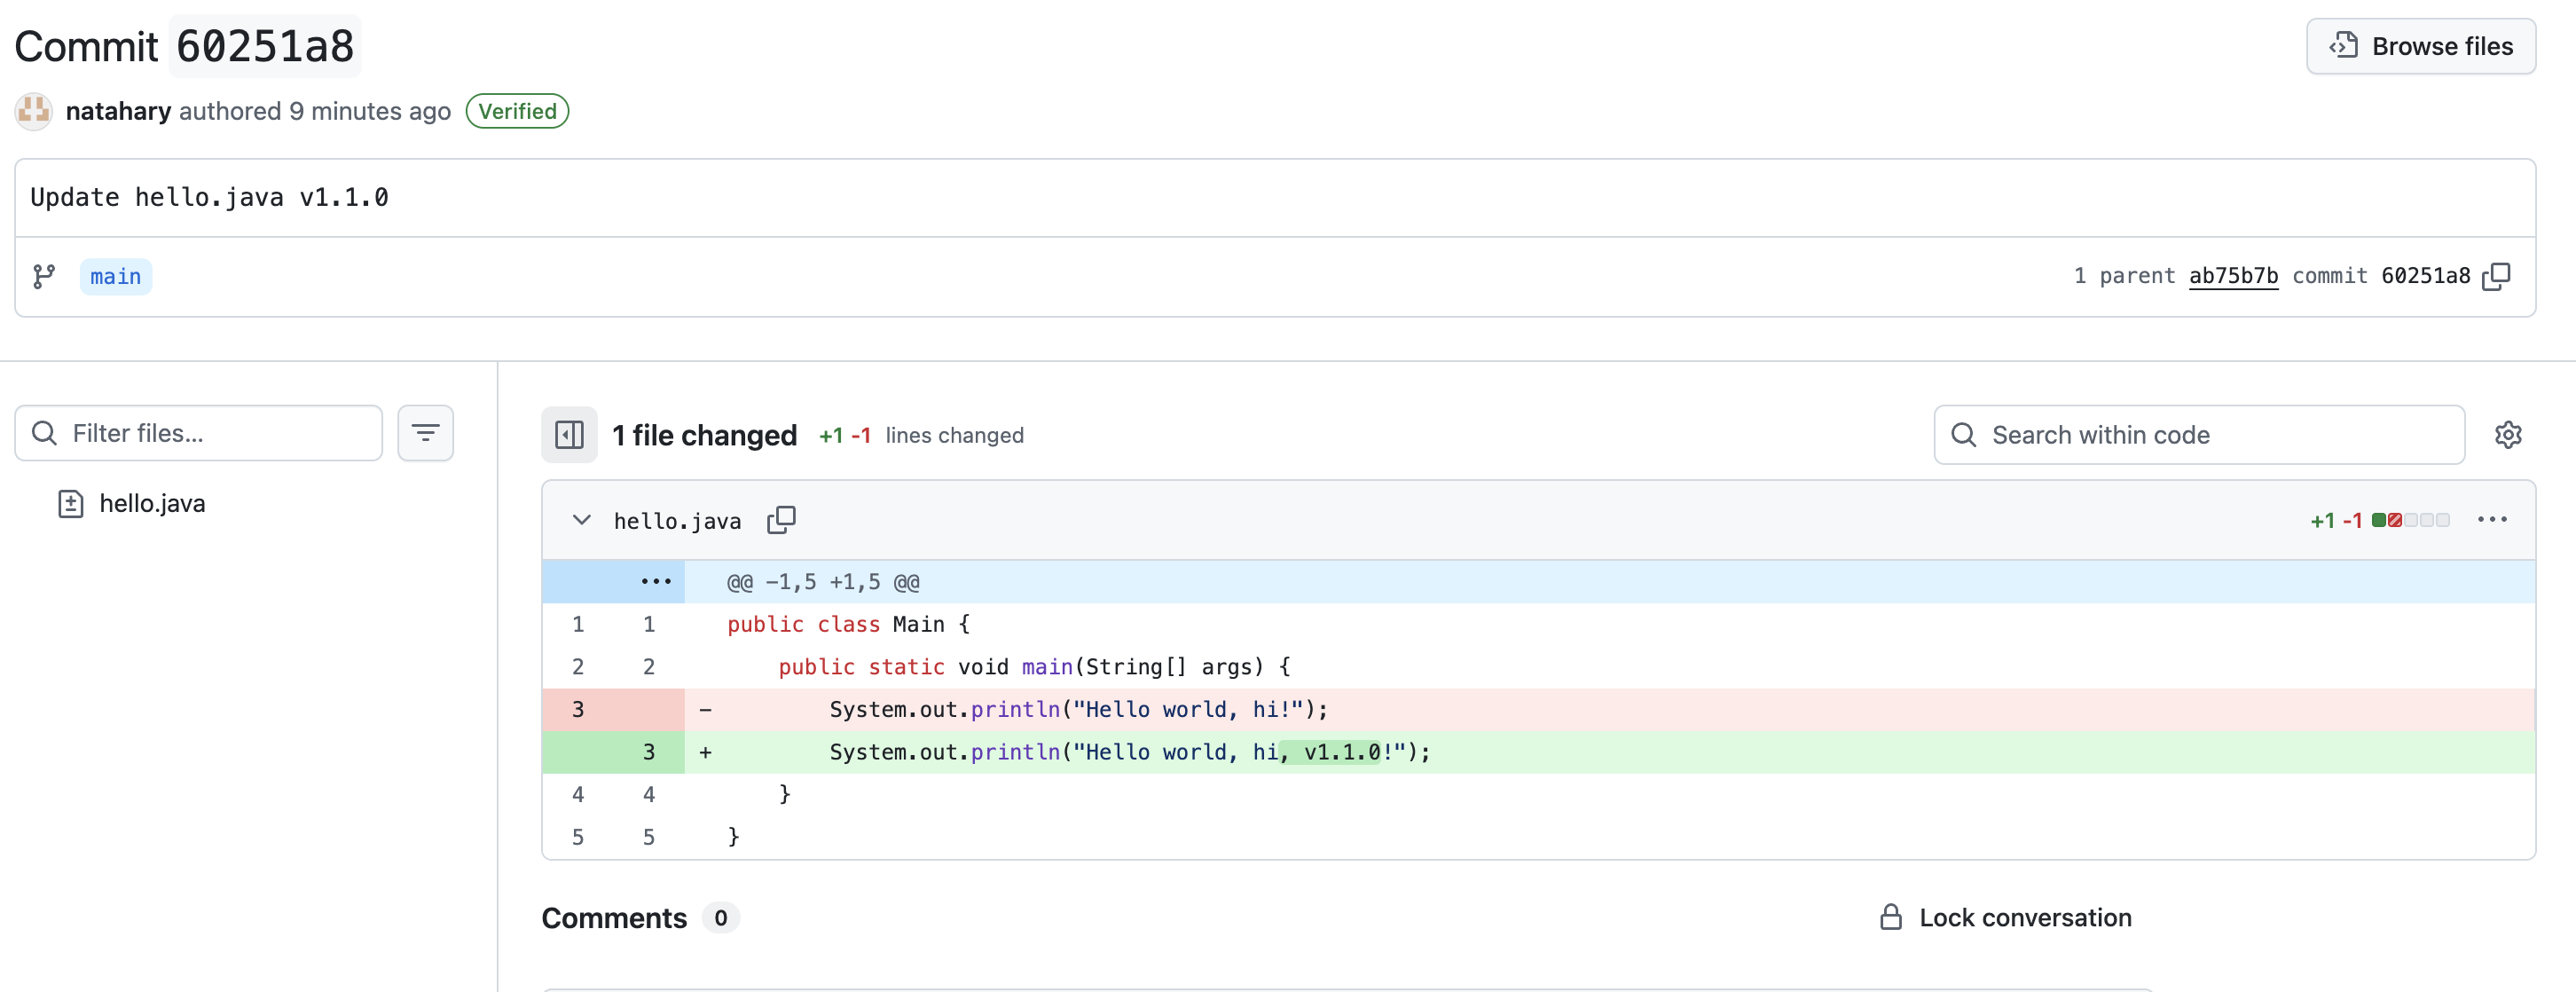 Commit 60251a8
Browse files
natahary authored 9 minutes ago Verified
Update hello.java v1.1.0
main
1 parent ab75b7b commit 60251a8
Filter files...
hello.java
1 file changed +1 -1 lines changed
Search within code
hello.java
+1 -1
@@ -1,5 +1,5 @@
1 1 public class Main {
2 2     public static void main(String[] args) {
3 -         System.out.println("Hello world, hi!");
3 +         System.out.println("Hello world, hi, v1.1.0!");
4 4     }
5 5 }
Comments 0
Lock conversation